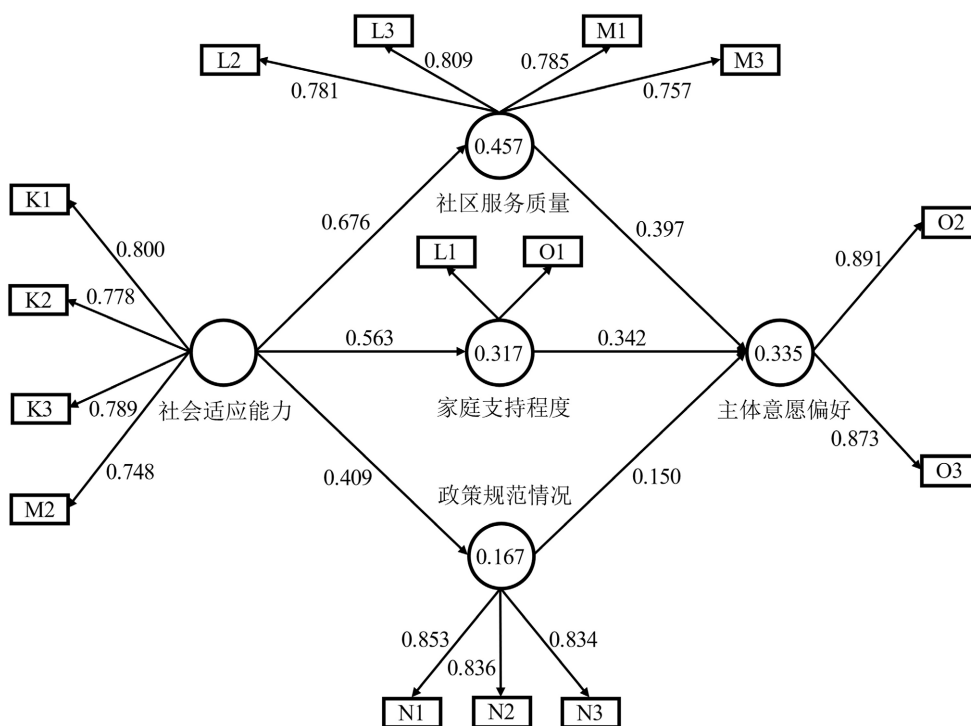 L3
M1
L2
M3
0.809
0.785
0.781
0.757
0.457
社区服务质量
K1
0.800
0.676
0.397
O2
L1
O1
0.891
K2
0.778
0.563
0.317
0.342
0.335
K3
0.789
社会适应能力
家庭支持程度
主体意愿偏好
0.873
0.748
0.409
0.150
O3
M2
政策规范情况
0.167
0.853
0.836
0.834
N1
N2
N3